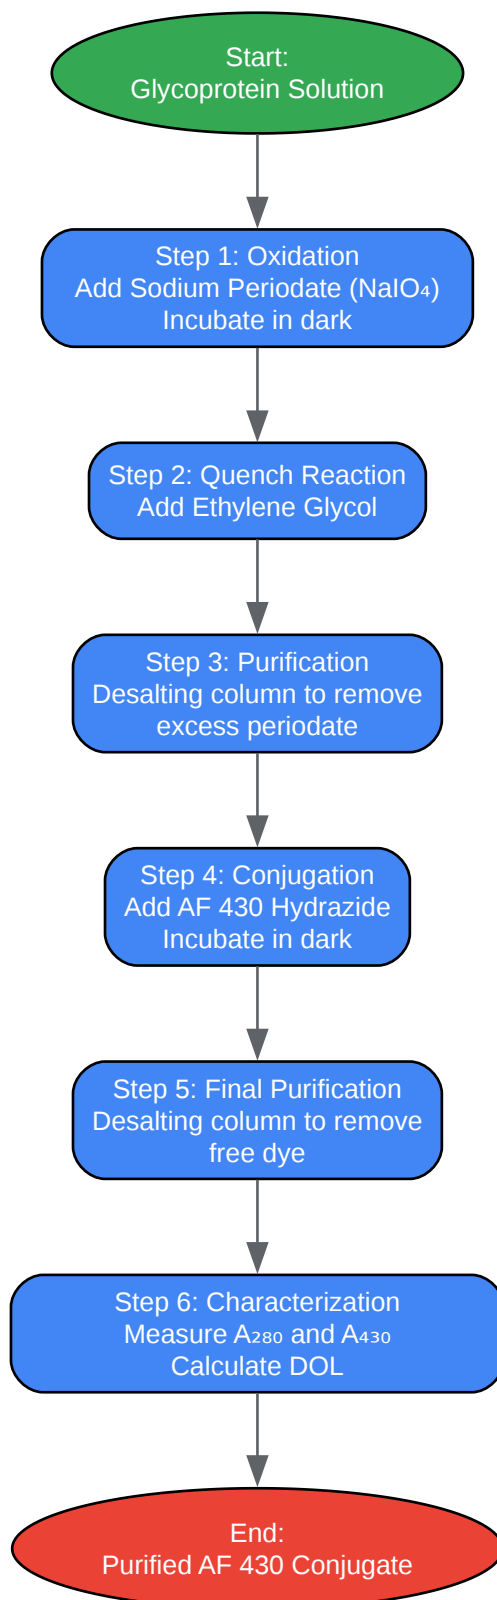 Start:
Glycoprotein Solution
Step 1: Oxidation
Add Sodium Periodate (NaIO₄)
Incubate in dark
Step 2: Quench Reaction
Add Ethylene Glycol
Step 3: Purification
Desalting column to remove
excess periodate
Step 4: Conjugation
Add AF 430 Hydrazide
Incubate in dark
Step 5: Final Purification
Desalting column to remove
free dye
Step 6: Characterization
Measure A₂₈₀ and A₄₃₀
Calculate DOL
End:
Purified AF 430 Conjugate